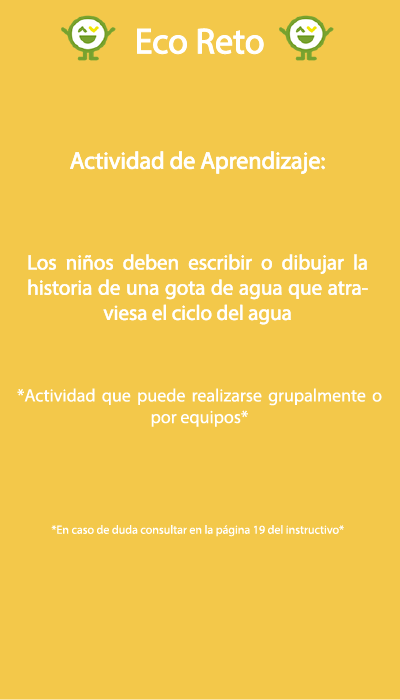 Eco Reto
Actividad de Aprendizaje:
Los niños deben escribir o dibujar la
historia de una gota de agua que atra-
viesa el ciclo del agua
*Actividad que puede realizarse grupalmente o
por equipos*
*En caso de duda consultar en la página 19 del instructivo*